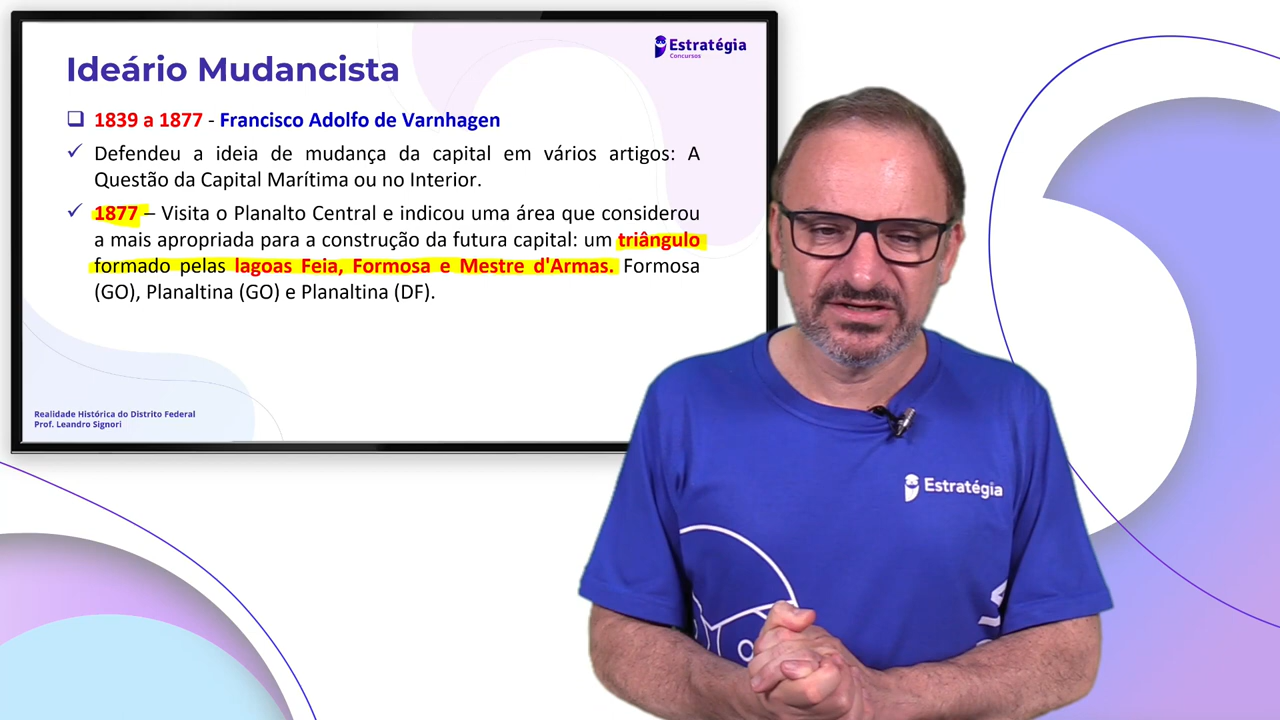 Estratégia
Concursos
Ideário Mudancista
1839 a 1877 - Francisco Adolfo de Varnhagen
Defendeu a ideia de mudança da capital em vários artigos: A
Questão da Capital Marítima ou no Interior.
1877 – Visita o Planalto Central e indicou uma área que considerou
a mais apropriada para a construção da futura capital: um triângulo
formado pelas lagoas Feia, Formosa e Mestre d'Armas. Formosa
(GO), Planaltina (GO) e Planaltina (DF).
Realidade Histórica do Distrito Federal
Prof. Leandro Signori
Estratégia